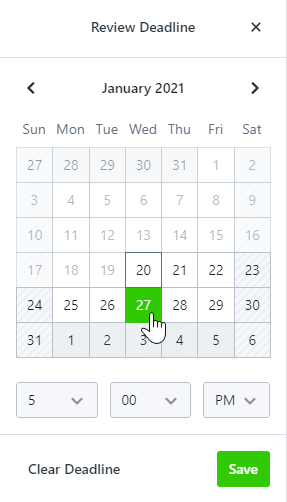 Review Deadline ×
January 2021
Sun Mon Tue Wed Thu Fri Sat
27 28 29 30 31 1 2
3 4 5 6 7 8 9
10 11 12 13 14 15 16
17 18 19 20 21 22 23
24 25 26 27 28 29 30
31 1 2 3 4 5 6
5 00 PM
Clear Deadline Save